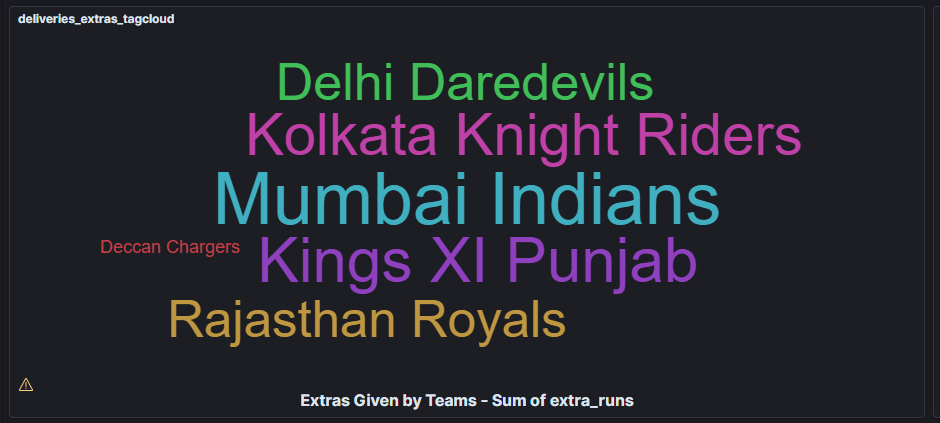 deliveries_extras_tagcloud
Delhi Daredevils
Kolkata Knight Riders
Mumbai Indians
Deccan Chargers
Kings XI Punjab
Rajasthan Royals
Extras Given by Teams - Sum of extra_runs